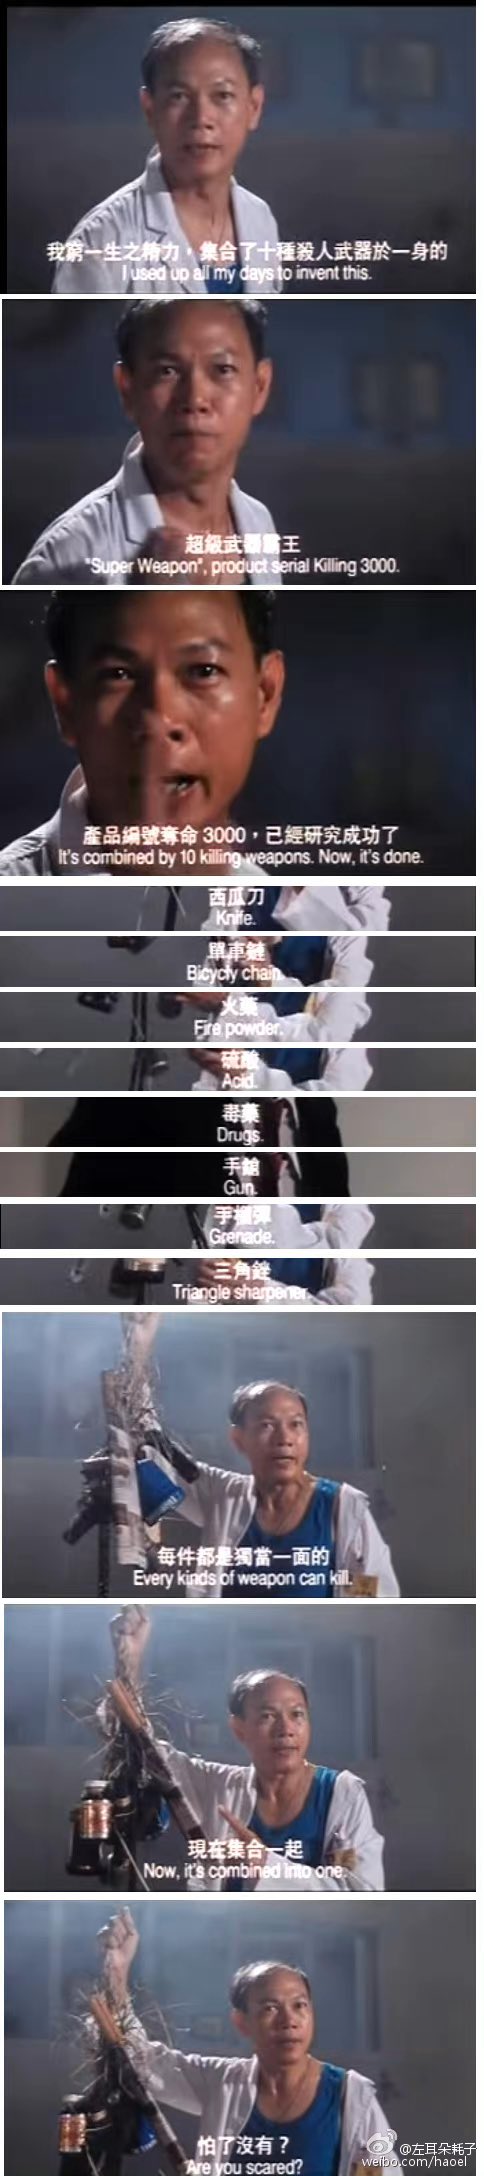 我窮一生之精力，集合了十種殺人武器於一身的
I used up all my days to invent this.
超級武器霸王
"Super Weapon", product serial Killing 3000.
產品編號奪命 3000，已經研究成功了
It's combined by 10 killing weapons. Now, it's done.
西瓜刀
Knife.
單車鏈
Bicycly chain.
火藥
Fire powder.
硫酸
Acid.
毒藥
Drugs.
手鎗
Gun.
手榴彈
Grenade.
三角銼
Triangle sharpener.
每件都是獨當一面的
Every kinds of weapon can kill.
現在集合一起
Now, it's combined into one.
怕了沒有？
Are you scared?
@左耳朵耗子
weibo.com/haoel